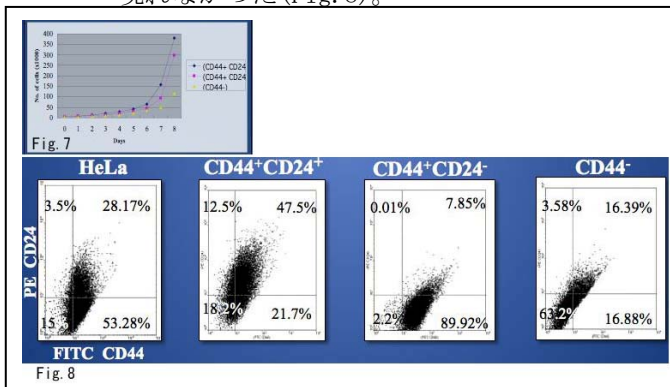 (Fig. 8)。
400
350
300
250
200
150
100
50
0
No. of cells (x1000)
0 1 2 3 4 5 6 7 8
Days
(CD44+ CD24
(CD44+ CD24
(CD44-)
Fig. 7
HeLa CD44+CD24+ CD44+CD24- CD44-
3.5% 28.17% 12.5% 47.5% 0.01% 7.85% 3.58% 16.39%
15% 53.28% 18.2% 21.7% 2.2% 89.92% 63.2% 16.88%
PE CD24
FITC CD44
Fig. 8